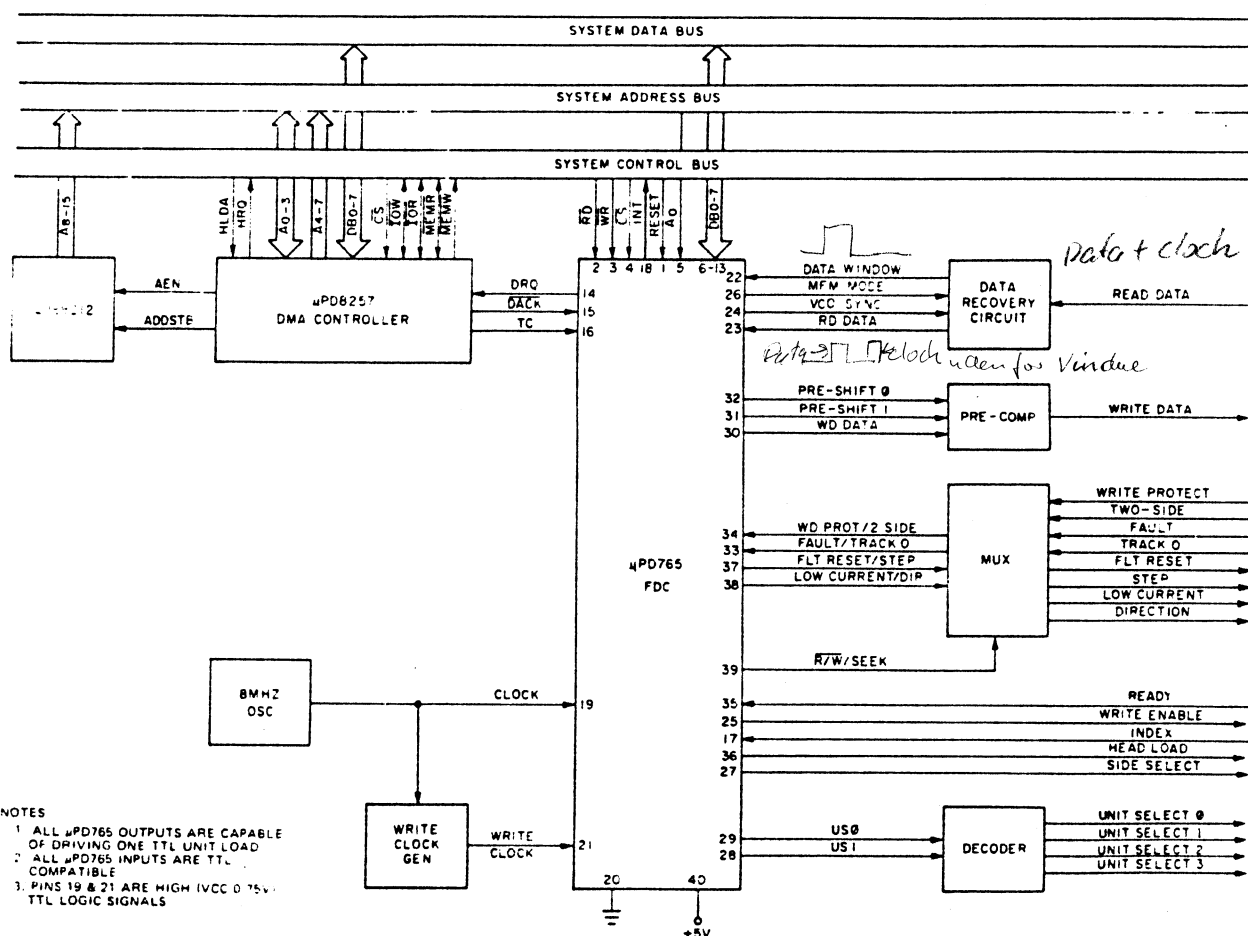 SYSTEM DATA BUS
SYSTEM ADDRESS BUS
SYSTEM CONTROL BUS
A8-15
HLDA
HRQ
A0-3
A4-7
DB0-7
CS
IOW
IOR
MEMR
MEMW
RD
WR
CS
INT
RESET
A0
DB0-7
2 3 4 18 1 5 6-13
AEN
ADDSTB
µPD8257
DMA CONTROLLER
DRQ
14
DACK
15
TC
16
22
DATA WINDOW
26
MFM MODE
24
VCC SYNC
23
RD DATA
DATA
RECOVERY
CIRCUIT
Data + clock
READ DATA
Data
clock uden for Vindue
32
PRE-SHIFT 0
31
PRE-SHIFT 1
30
WD DATA
PRE-COMP
WRITE DATA
µPD765
FDC
34
WD PROT/2 SIDE
33
FAULT/TRACK 0
37
FLT RESET/STEP
38
LOW CURRENT/DIR
MUX
WRITE PROTECT
TWO-SIDE
FAULT
TRACK 0
FLT RESET
STEP
LOW CURRENT
DIRECTION
39
R/W/SEEK
8MHZ
OSC
CLOCK
19
35
READY
25
WRITE ENABLE
17
INDEX
36
HEAD LOAD
27
SIDE SELECT
WRITE
CLOCK
GEN
WRITE
CLOCK
21
29
US0
28
US1
DECODER
UNIT SELECT 0
UNIT SELECT 1
UNIT SELECT 2
UNIT SELECT 3
20
40
+5V
NOTES
1 ALL µPD765 OUTPUTS ARE CAPABLE
OF DRIVING ONE TTL UNIT LOAD
2 ALL µPD765 INPUTS ARE TTL
COMPATIBLE
3. PINS 19 & 21 ARE HIGH (VCC 0 75V)
TTL LOGIC SIGNALS